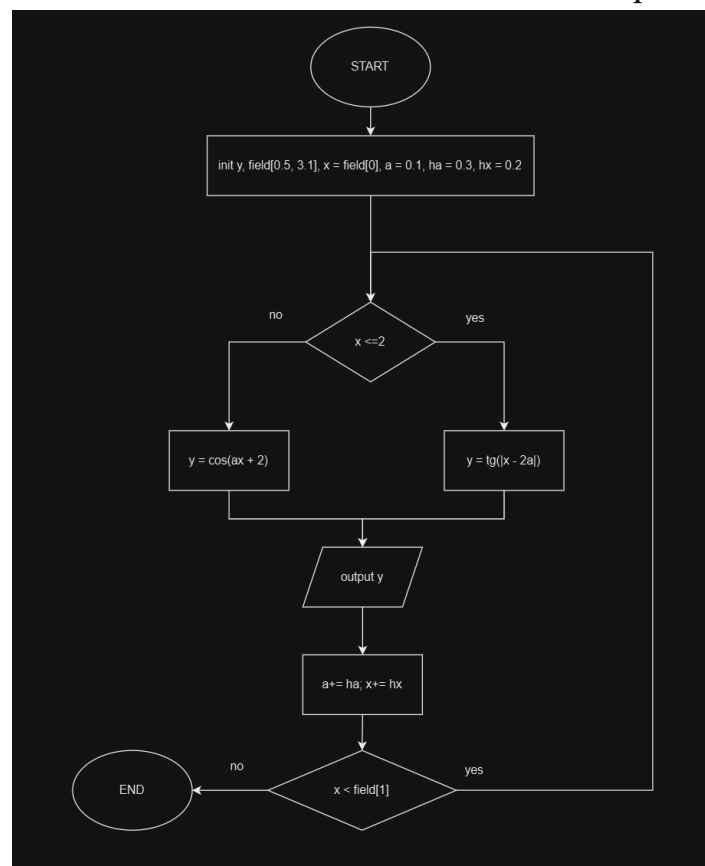 START
init y, field[0.5, 3.1], x = field[0], a = 0.1, ha = 0.3, hx = 0.2
no
yes
x <=2
y = cos(ax + 2)
y = tg(|x - 2a|)
output y
a+= ha; x+= hx
no
yes
END
x < field[1]